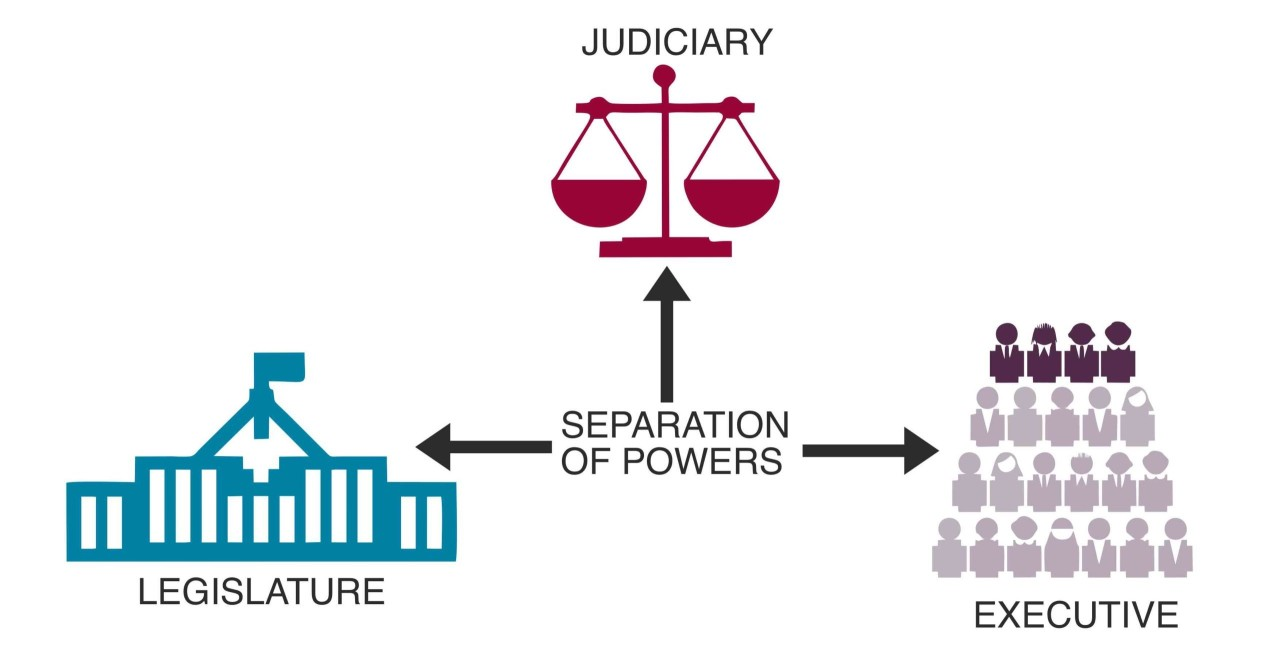 JUDICIARY
SEPARATION
OF POWERS
LEGISLATURE
EXECUTIVE